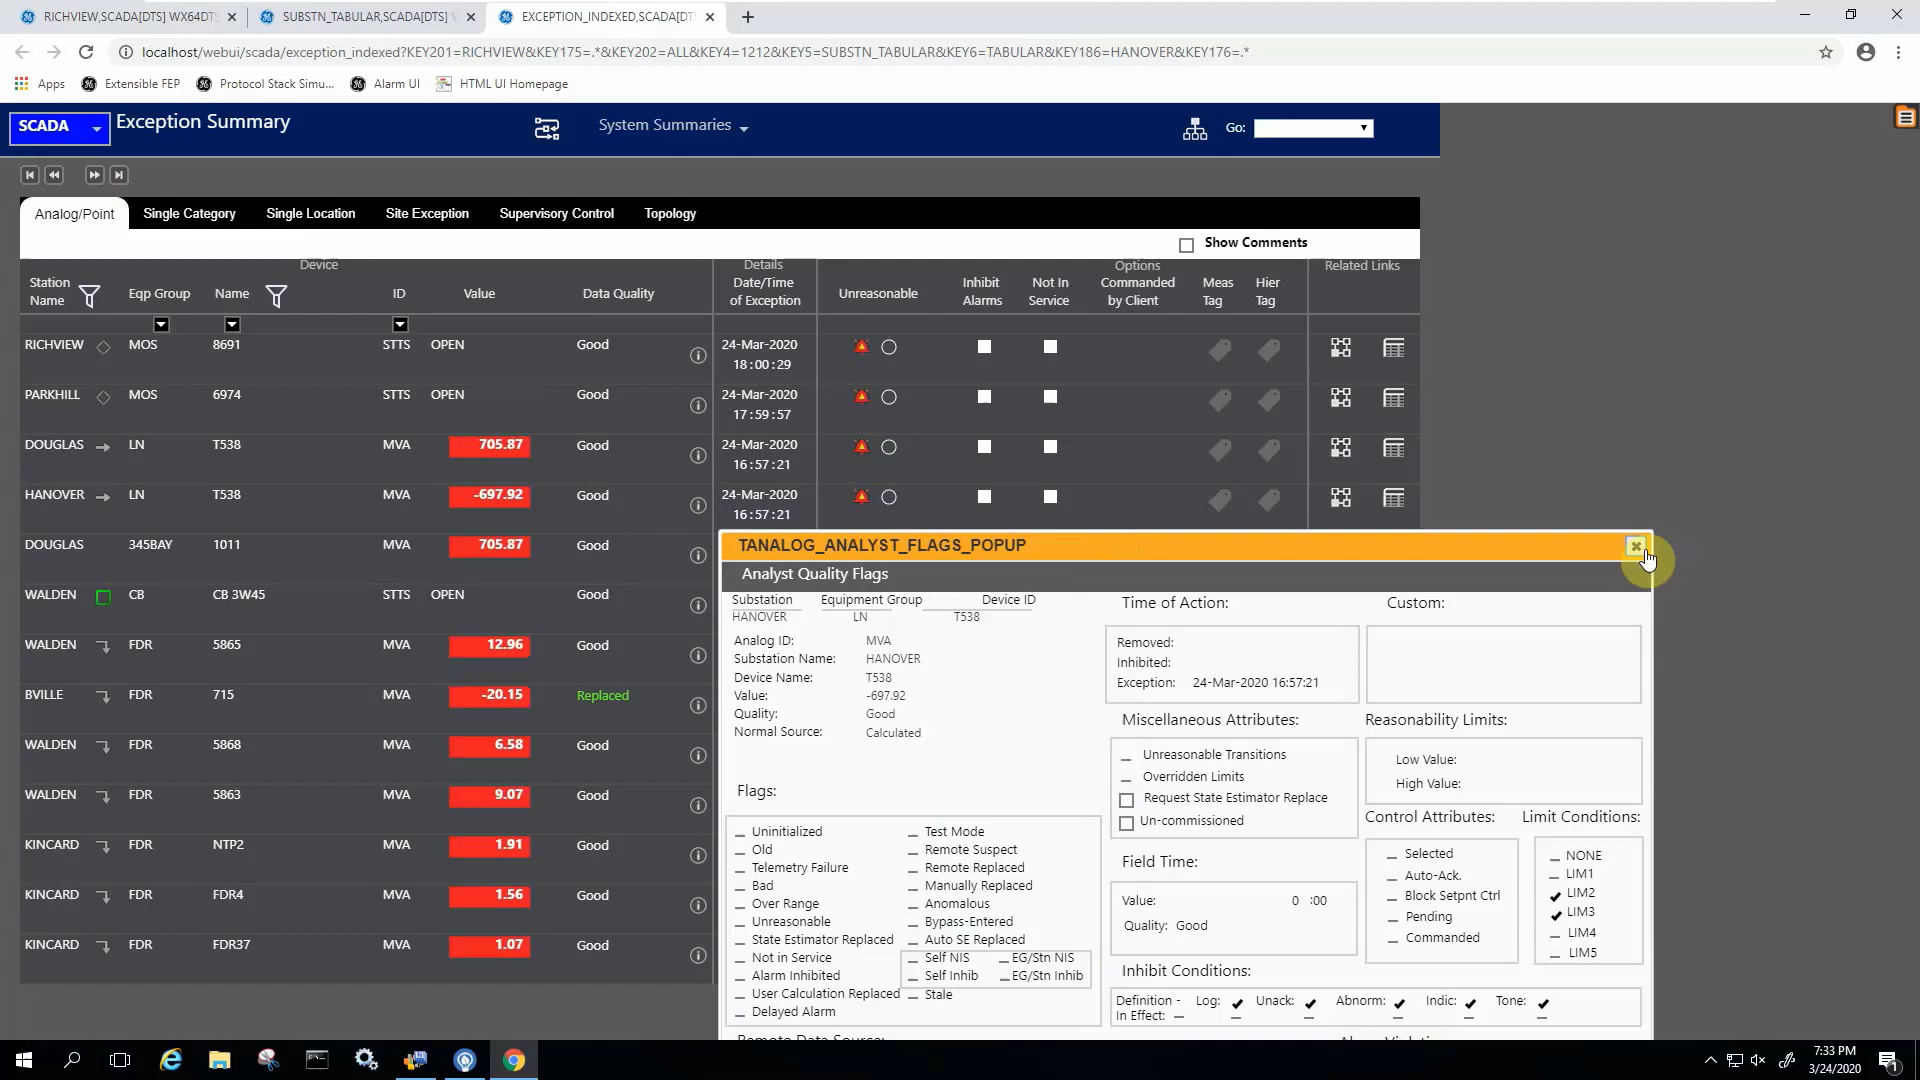 RICHVIEW,SCADA[DTS] WX64DTS
SUBSTN_TABULAR,SCADA[DTS]
EXCEPTION_INDEXED,SCADA[DT
localhost/webui/scada/exception_indexed?KEY201=RICHVIEW&KEY175=.*&KEY202=ALL&KEY4=1212&KEY5=SUBSTN_TABULAR&KEY6=TABULAR&KEY186=HANOVER&KEY176=.*
Apps Extensible FEP Protocol Stack Simu... Alarm UI HTML UI Homepage
SCADA Exception Summary System Summaries Go:
Analog/Point Single Category Single Location Site Exception Supervisory Control Topology
Show Comments
Device Details Options Related Links
Station Name Eqp Group Name ID Value Data Quality Date/Time of Exception Unreasonable Inhibit Alarms Not In Service Commanded by Client Meas Tag Hier Tag
RICHVIEW MOS 8691 STTS OPEN Good 24-Mar-2020
18:00:29
PARKHILL MOS 6974 STTS OPEN Good 24-Mar-2020
17:59:57
DOUGLAS LN T538 MVA 705.87 Good 24-Mar-2020
16:57:21
HANOVER LN T538 MVA -697.92 Good 24-Mar-2020
16:57:21
DOUGLAS 345BAY 1011 MVA 705.87 Good
WALDEN CB CB 3W45 STTS OPEN Good
WALDEN FDR 5865 MVA 12.96 Good
BVILLE FDR 715 MVA -20.15 Replaced
WALDEN FDR 5868 MVA 6.58 Good
WALDEN FDR 5863 MVA 9.07 Good
KINCARD FDR NTP2 MVA 1.91 Good
KINCARD FDR FDR4 MVA 1.56 Good
KINCARD FDR FDR37 MVA 1.07 Good
TANALOG_ANALYST_FLAGS_POPUP
Analyst Quality Flags
Substation Equipment Group Device ID
HANOVER LN T538
Analog ID: MVA
Substation Name: HANOVER
Device Name: T538
Value: -697.92
Quality: Good
Normal Source: Calculated
Flags:
Uninitialized
Old
Telemetry Failure
Bad
Over Range
Unreasonable
State Estimator Replaced
Not in Service
Alarm Inhibited
User Calculation Replaced
Delayed Alarm
Test Mode
Remote Suspect
Remote Replaced
Manually Replaced
Anomalous
Bypass-Entered
Auto SE Replaced
Self NIS EG/Stn NIS
Self Inhib EG/Stn Inhib
Stale
Time of Action:
Removed:
Inhibited:
Exception: 24-Mar-2020 16:57:21
Custom:
Miscellaneous Attributes:
Unreasonable Transitions
Overridden Limits
Request State Estimator Replace
Un-commissioned
Reasonability Limits:
Low Value:
High Value:
Field Time:
Value: 0 :00
Quality: Good
Control Attributes:
Selected
Auto-Ack.
Block Setpnt Ctrl
Pending
Commanded
Limit Conditions:
NONE
LIM1
LIM2
LIM3
LIM4
LIM5
Inhibit Conditions:
Definition - Log: Unack: Abnorm: Indic: Tone:
In Effect:
Remote Data Source:
7:33 PM
3/24/2020
1